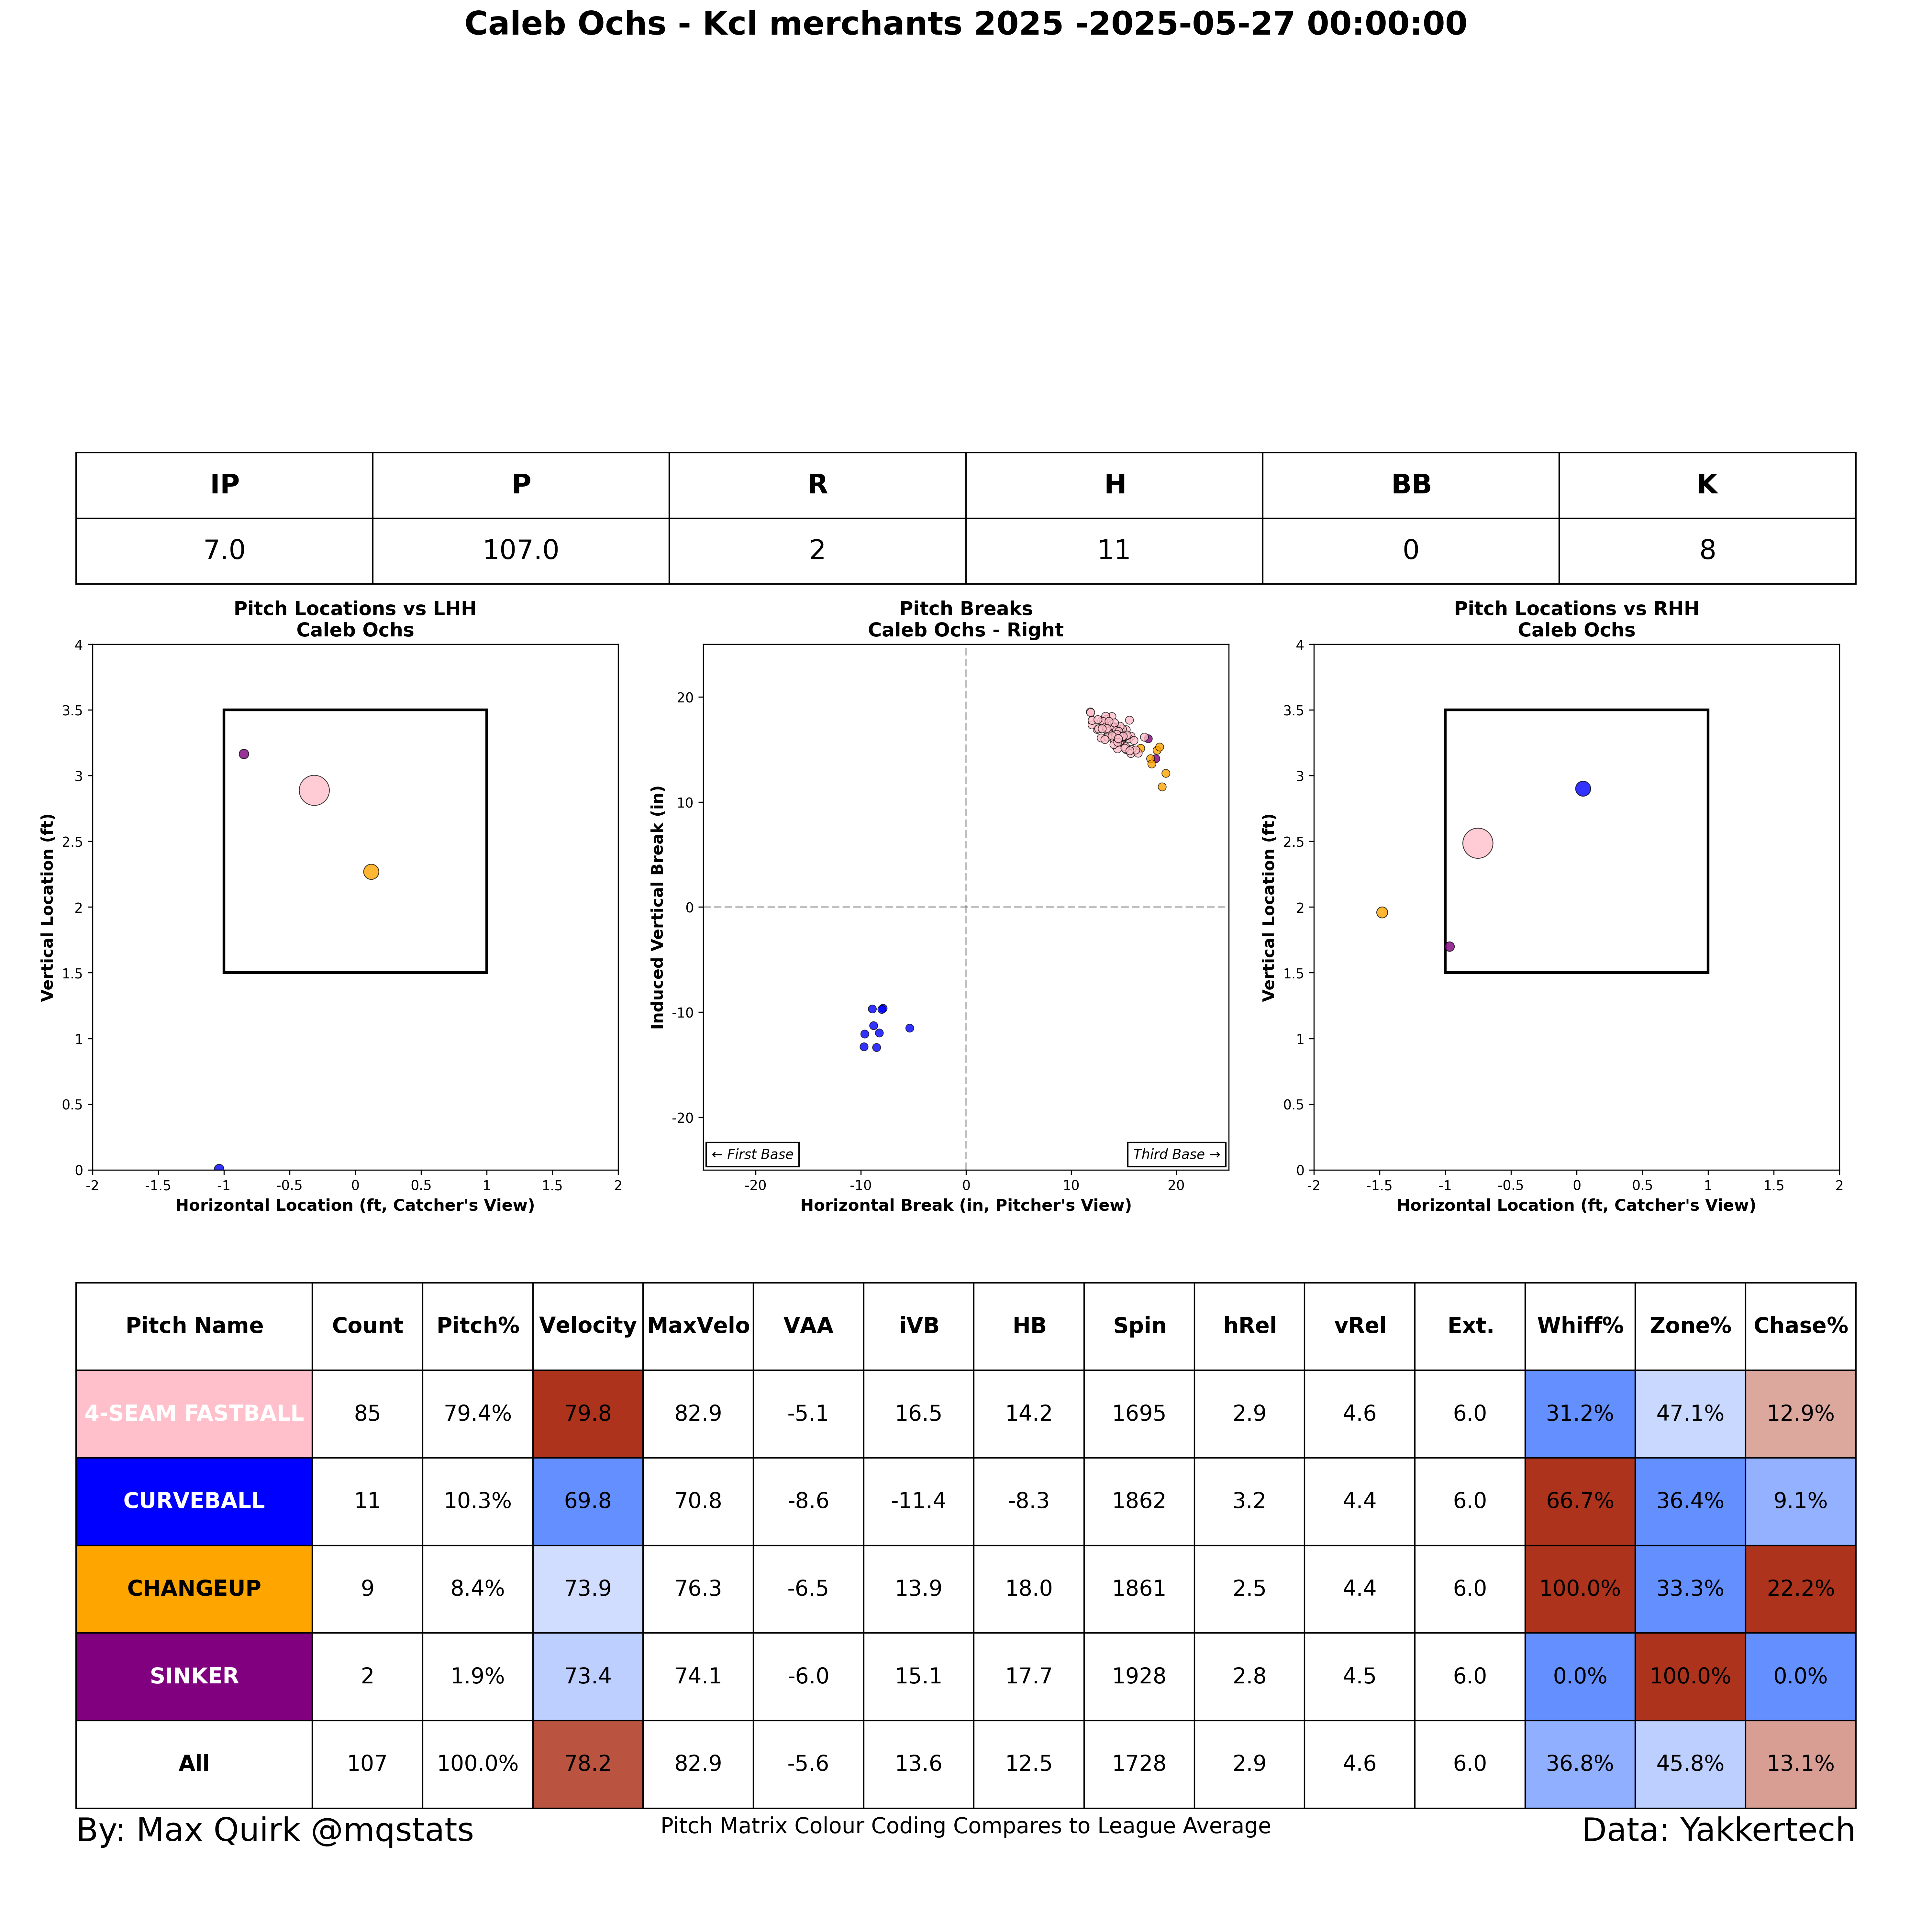 Caleb Ochs - Kcl merchants 2025 -2025-05-27 00:00:00
IP P R H BB K
7.0 107.0 2 11 0 8
Pitch Locations vs LHH
Caleb Ochs
4
3.5
3
2.5
2
1.5
1
0.5
0
-2 -1.5 -1 -0.5 0 0.5 1 1.5 2
Vertical Location (ft)
Horizontal Location (ft, Catcher's View)
Pitch Breaks
Caleb Ochs - Right
20
10
0
-10
-20
← First Base Third Base →
-20 -10 0 10 20
Induced Vertical Break (in)
Horizontal Break (in, Pitcher's View)
Pitch Locations vs RHH
Caleb Ochs
4
3.5
3
2.5
2
1.5
1
0.5
0
-2 -1.5 -1 -0.5 0 0.5 1 1.5 2
Vertical Location (ft)
Horizontal Location (ft, Catcher's View)
Pitch Name Count Pitch% Velocity MaxVelo VAA iVB HB Spin hRel vRel Ext. Whiff% Zone% Chase%
4-SEAM FASTBALL 85 79.4% 79.8 82.9 -5.1 16.5 14.2 1695 2.9 4.6 6.0 31.2% 47.1% 12.9%
CURVEBALL 11 10.3% 69.8 70.8 -8.6 -11.4 -8.3 1862 3.2 4.4 6.0 66.7% 36.4% 9.1%
CHANGEUP 9 8.4% 73.9 76.3 -6.5 13.9 18.0 1861 2.5 4.4 6.0 100.0% 33.3% 22.2%
SINKER 2 1.9% 73.4 74.1 -6.0 15.1 17.7 1928 2.8 4.5 6.0 0.0% 100.0% 0.0%
All 107 100.0% 78.2 82.9 -5.6 13.6 12.5 1728 2.9 4.6 6.0 36.8% 45.8% 13.1%
By: Max Quirk @mqstats Pitch Matrix Colour Coding Compares to League Average Data: Yakkertech